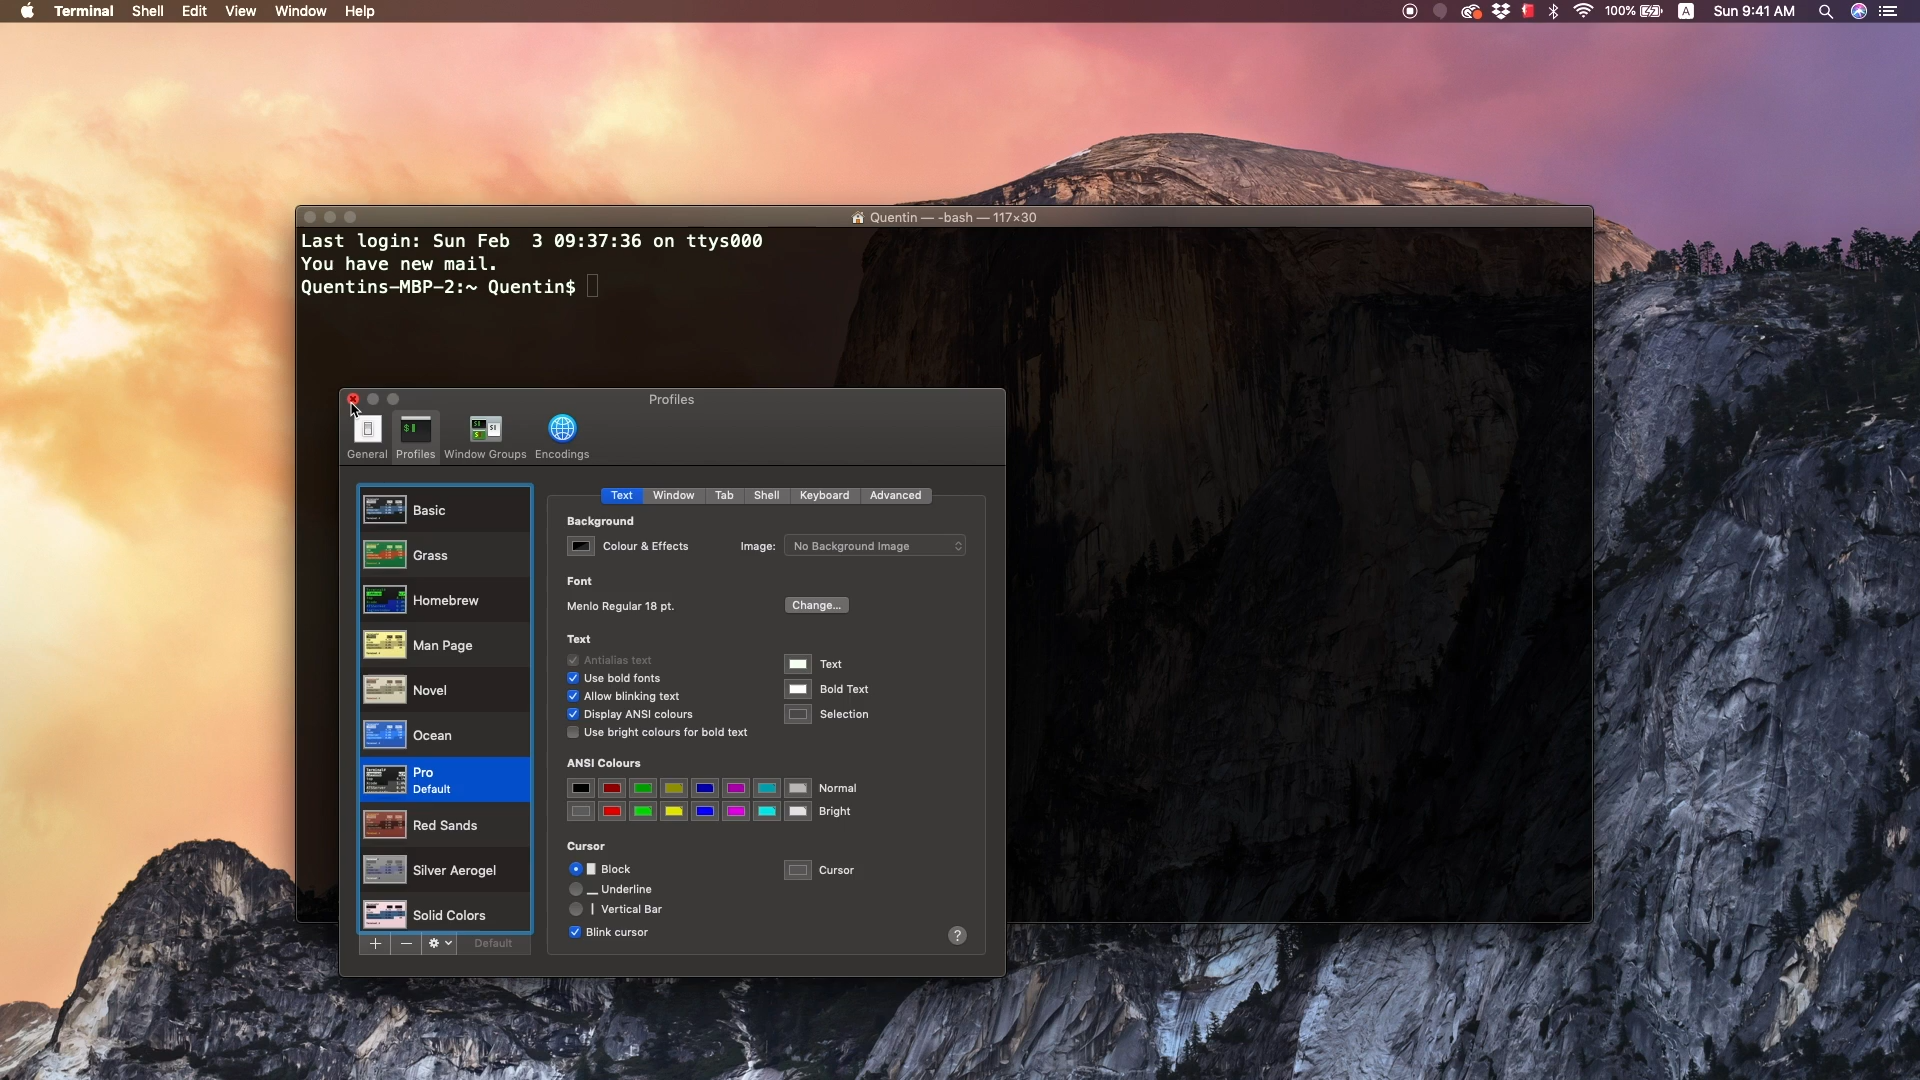 Terminal Shell Edit View Window Help
100% A Sun 9:41 AM
Quentin — -bash — 117×30
Last login: Sun Feb  3 09:37:36 on ttys000
You have new mail.
Quentins-MBP-2:~ Quentin$
Profiles
General Profiles Window Groups Encodings
Basic
Grass
Homebrew
Man Page
Novel
Ocean
Pro
Default
Red Sands
Silver Aerogel
Solid Colors
+ − Default
Text Window Tab Shell Keyboard Advanced
Background
Colour & Effects Image: No Background Image
Font
Menlo Regular 18 pt. Change...
Text
Antialias text
Use bold fonts
Allow blinking text
Display ANSI colours
Use bright colours for bold text
Text
Bold Text
Selection
ANSI Colours
Normal
Bright
Cursor
Block
Underline
Vertical Bar
Blink cursor
Cursor
?